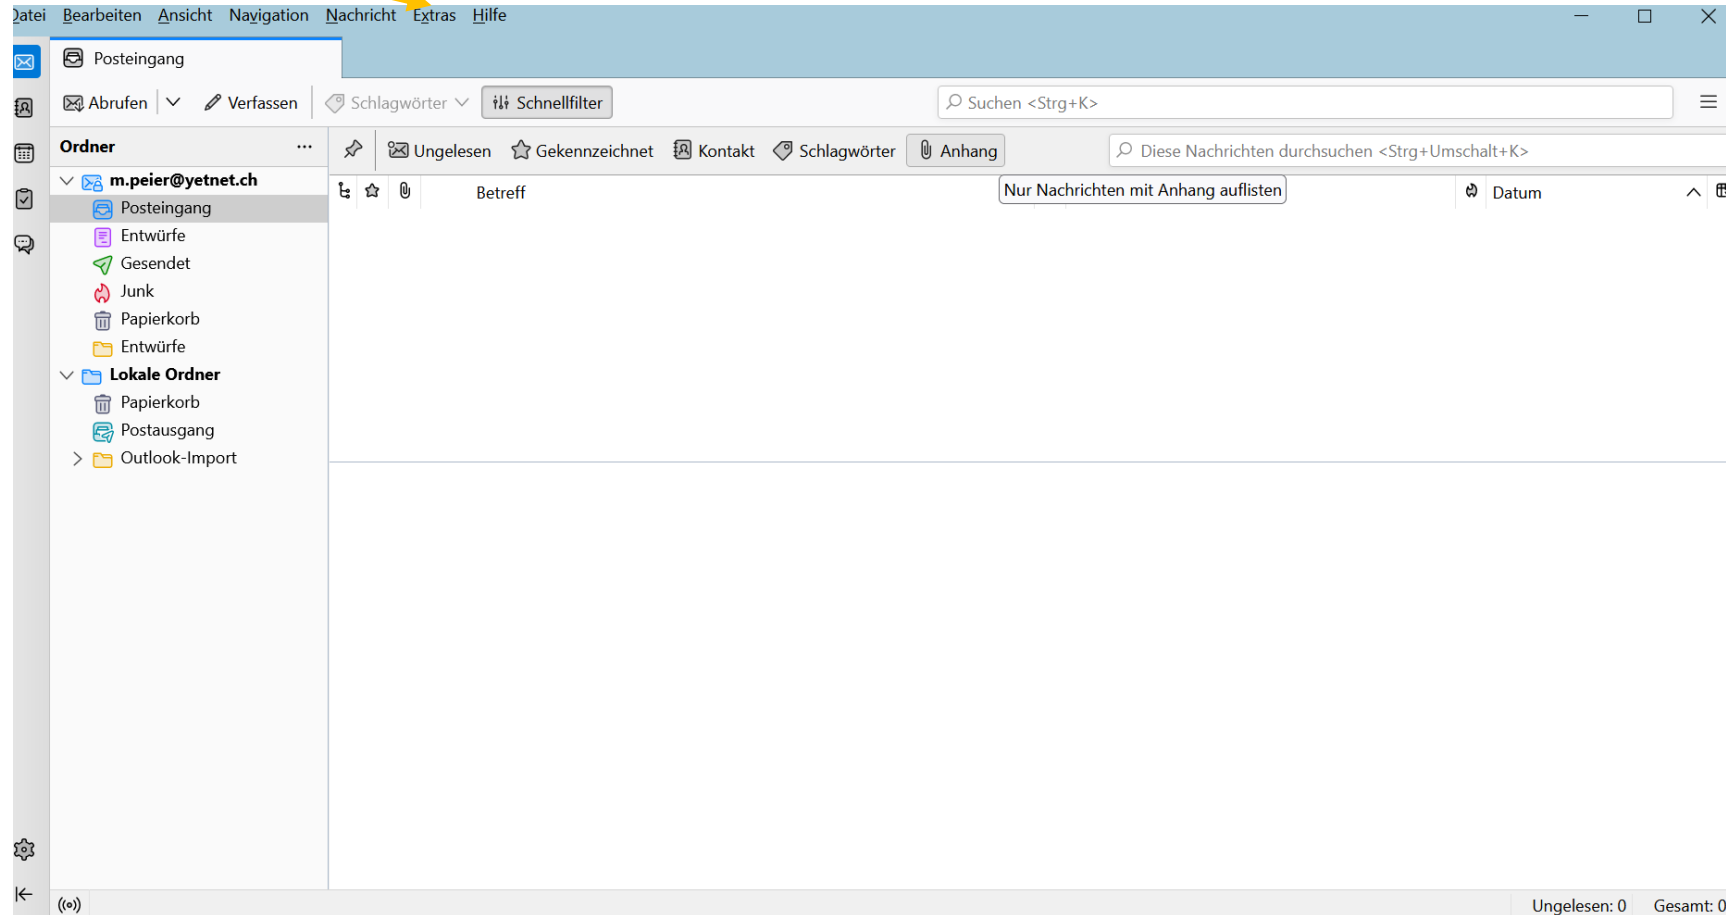 Datei Bearbeiten Ansicht Navigation Nachricht Extras Hilfe
Posteingang
Abrufen Verfassen Schlagwörter Schnellfilter Suchen <Strg+K>
Ordner ... Ungelesen Gekennzeichnet Kontakt Schlagwörter Anhang Diese Nachrichten durchsuchen <Strg+Umschalt+K>
m.peier@yetnet.ch
Betreff Nur Nachrichten mit Anhang auflisten Datum
Posteingang
Entwürfe
Gesendet
Junk
Papierkorb
Entwürfe
Lokale Ordner
Papierkorb
Postausgang
Outlook-Import
Ungelesen: 0 Gesamt: 0